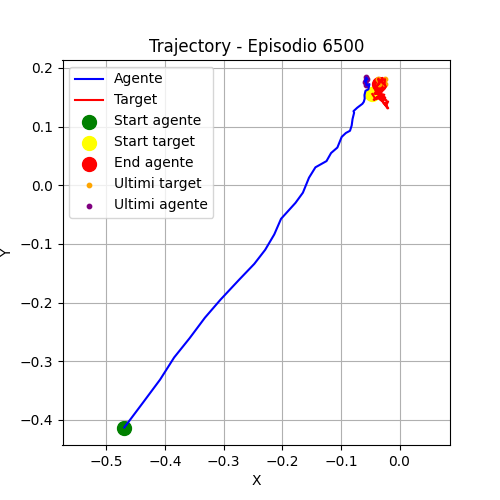 Trajectory - Episodio 6500
Agente
Target
Start agente
Start target
End agente
Ultimi target
Ultimi agente
0.2
0.1
0.0
−0.1
−0.2
−0.3
−0.4
Y
−0.5
−0.4
−0.3
−0.2
−0.1
0.0
X